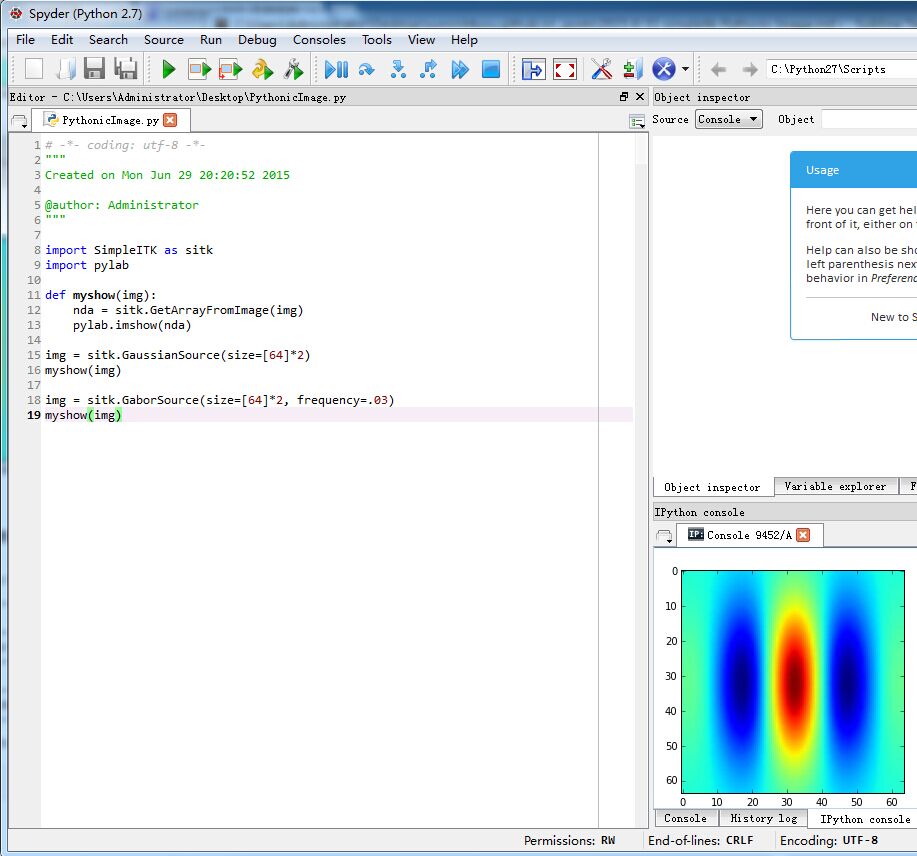 Spyder (Python 2.7)
File Edit Search Source Run Debug Consoles Tools View Help
C:\Python27\Scripts
Editor - C:\Users\Administrator\Desktop\PythonicImage.py
PythonicImage.py
1 # -*- coding: utf-8 -*-
2 """
3 Created on Mon Jun 29 20:20:52 2015
4
5 @author: Administrator
6 """
7
8 import SimpleITK as sitk
9 import pylab
10
11 def myshow(img):
12     nda = sitk.GetArrayFromImage(img)
13     pylab.imshow(nda)
14
15 img = sitk.GaussianSource(size=[64]*2)
16 myshow(img)
17
18 img = sitk.GaborSource(size=[64]*2, frequency=.03)
19 myshow(img)
Object inspector
Source Console Object
Usage
Here you can get hel
front of it, either on
Help can also be sho
left parenthesis nex
behavior in Preferenc
New to S
Object inspector Variable explorer F
IPython console
IP: Console 9452/A
0
10
20
30
40
50
60
0 10 20 30 40 50 60
Console History log IPython console
Permissions: RW End-of-lines: CRLF Encoding: UTF-8